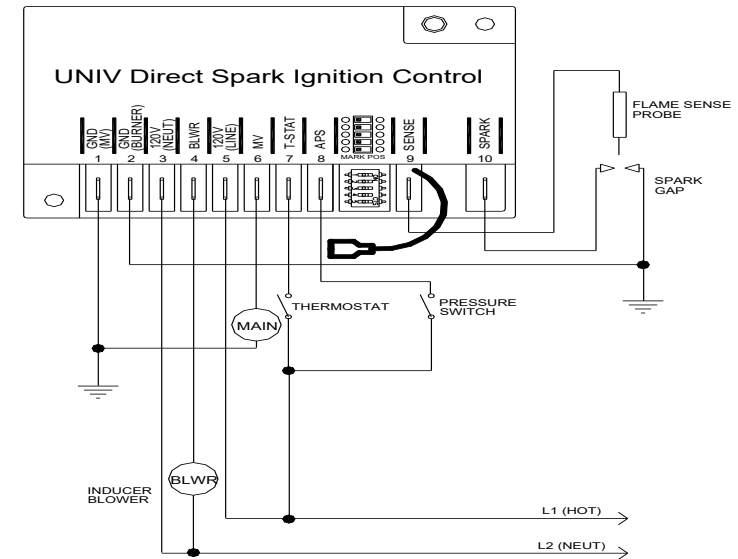 UNIV Direct Spark Ignition Control
GND
(MV)
GND
(BURNER)
120V
(NEUT)
BLWR
120V
(LINE)
MV
T-STAT
APS
MARK POS
SENSE
SPARK
1 2 3 4 5 6 7 8 9 10
FLAME SENSE
PROBE
SPARK
GAP
THERMOSTAT
PRESSURE
SWITCH
MAIN
BLWR
INDUCER
BLOWER
L1 (HOT)
L2 (NEUT)